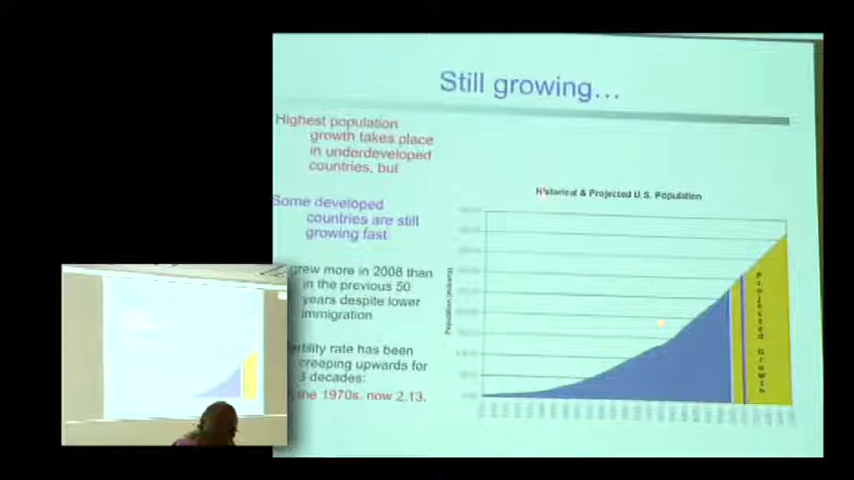 Still growing...
Highest population
growth takes place
in underdeveloped
countries, but
Some developed
countries are still
growing fast
grew more in 2008 than
in the previous 50
years despite lower
immigration
fertility rate has been
creeping upwards for
3 decades:
the 1970s, now 2.13.
Historical & Projected U.S. Population
Population
Projected Growth